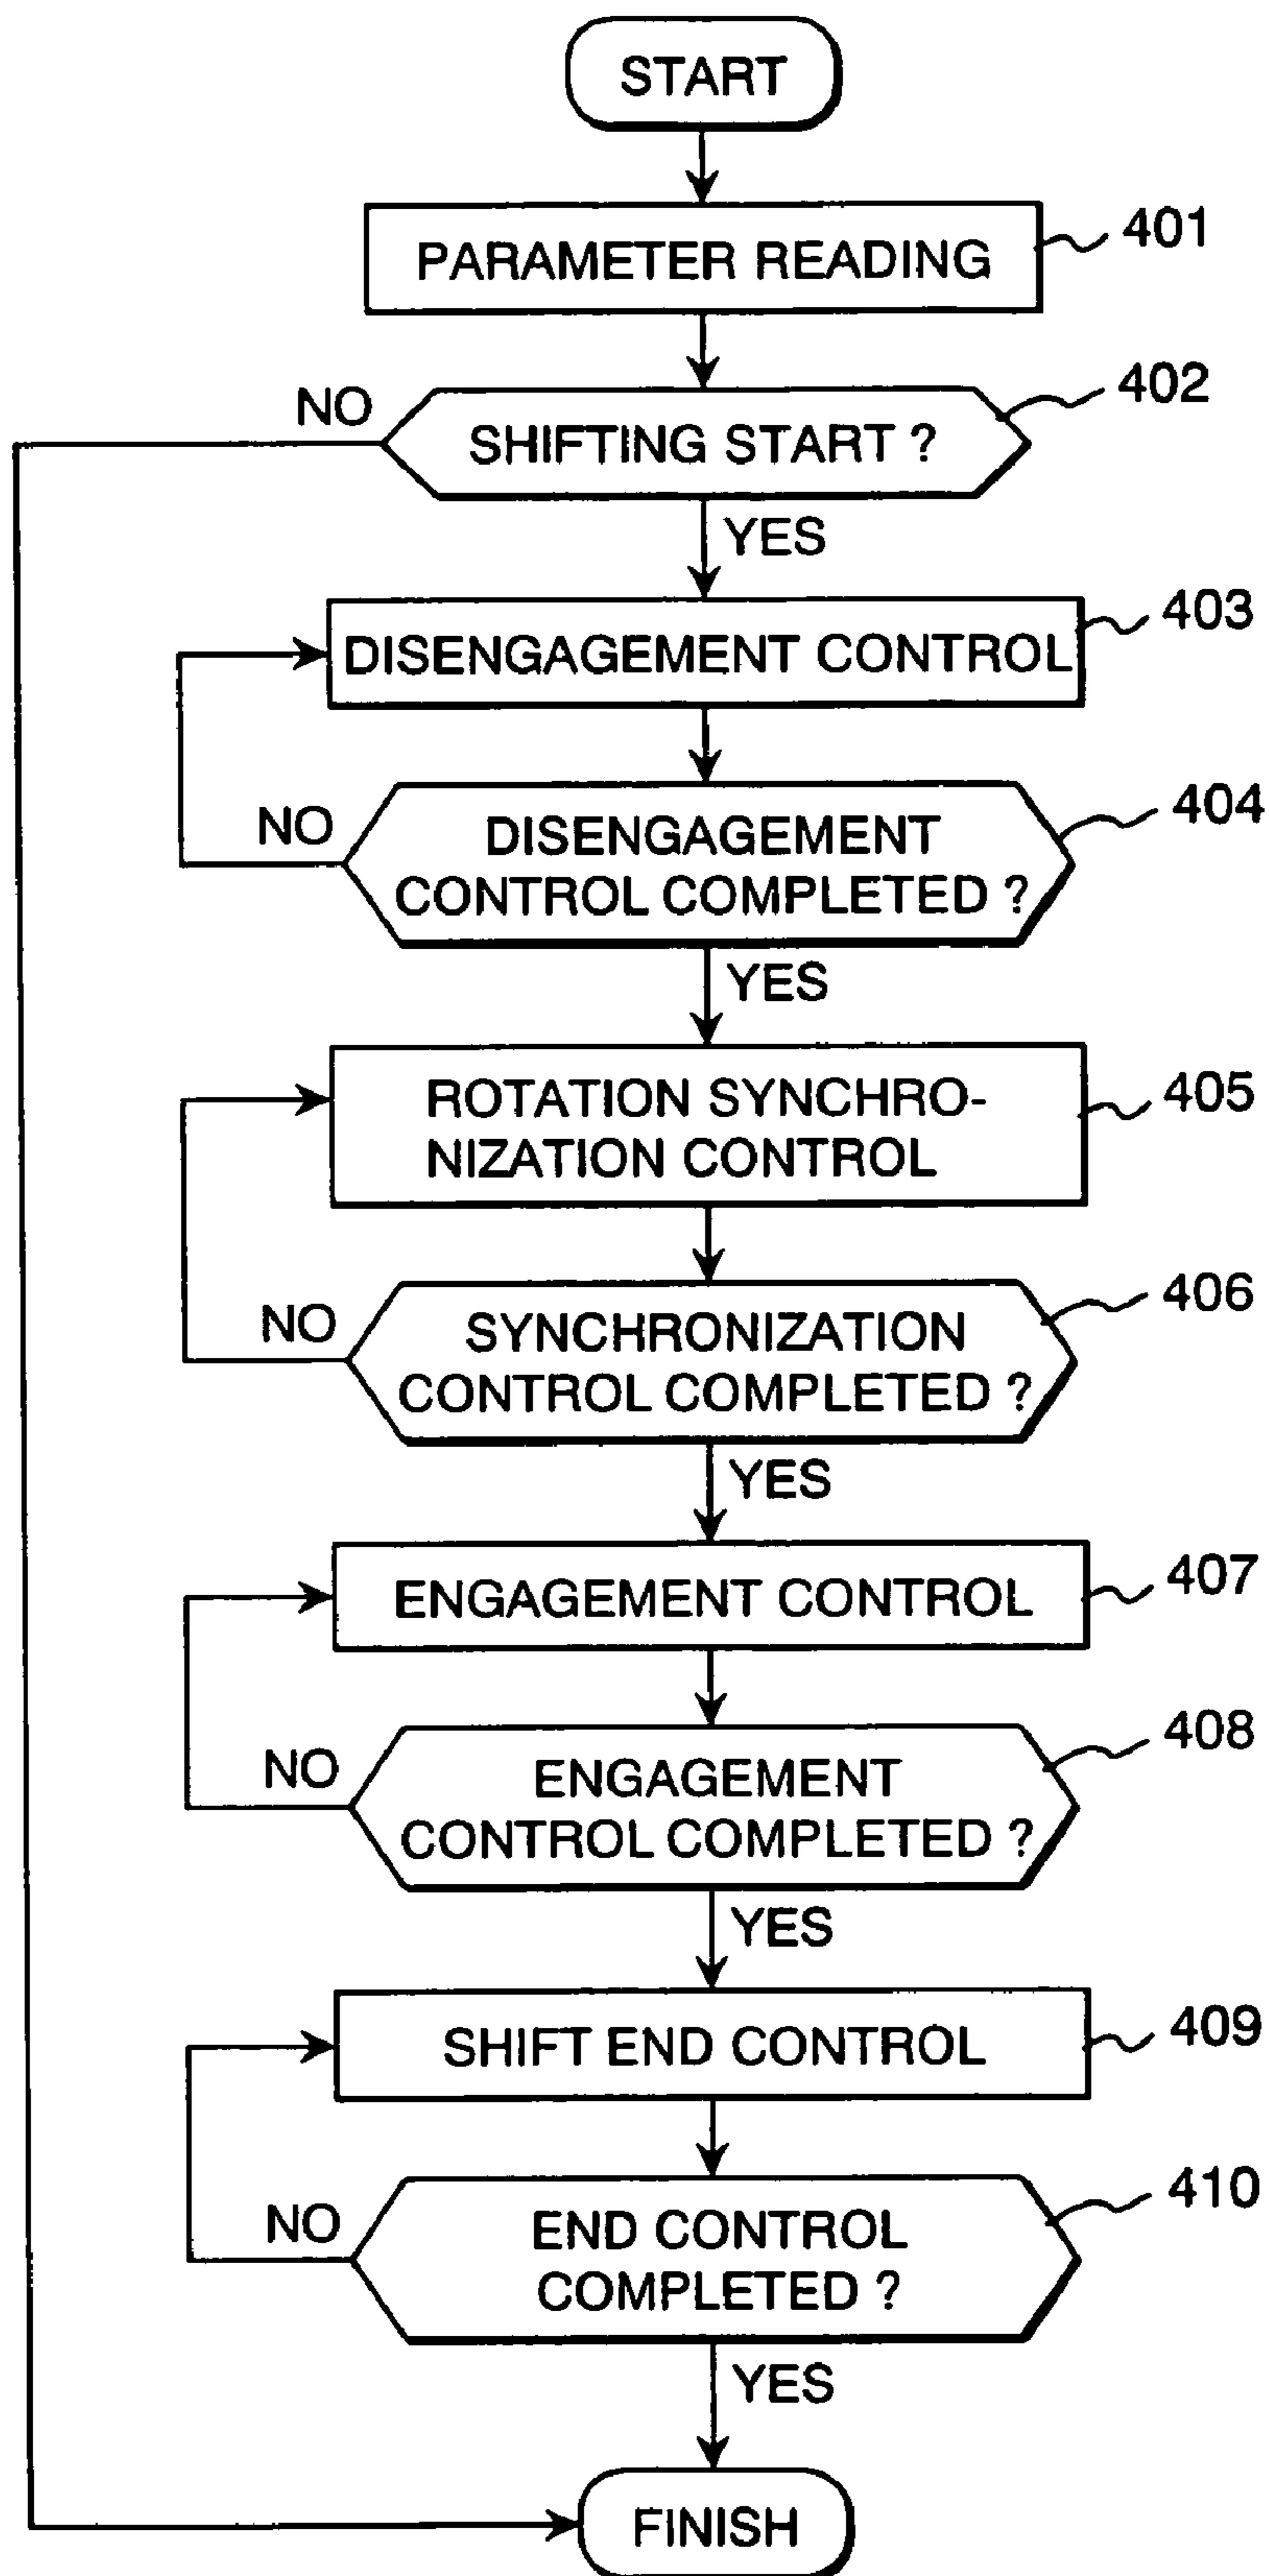 START
PARAMETER READING
401
NO
402
SHIFTING START ?
YES
403
DISENGAGEMENT CONTROL
404
NO
DISENGAGEMENT
CONTROL COMPLETED ?
YES
405
ROTATION SYNCHRO-
NIZATION CONTROL
406
NO
SYNCHRONIZATION
CONTROL COMPLETED ?
YES
407
ENGAGEMENT CONTROL
408
NO
ENGAGEMENT
CONTROL COMPLETED ?
YES
409
SHIFT END CONTROL
410
NO
END CONTROL
COMPLETED ?
YES
FINISH